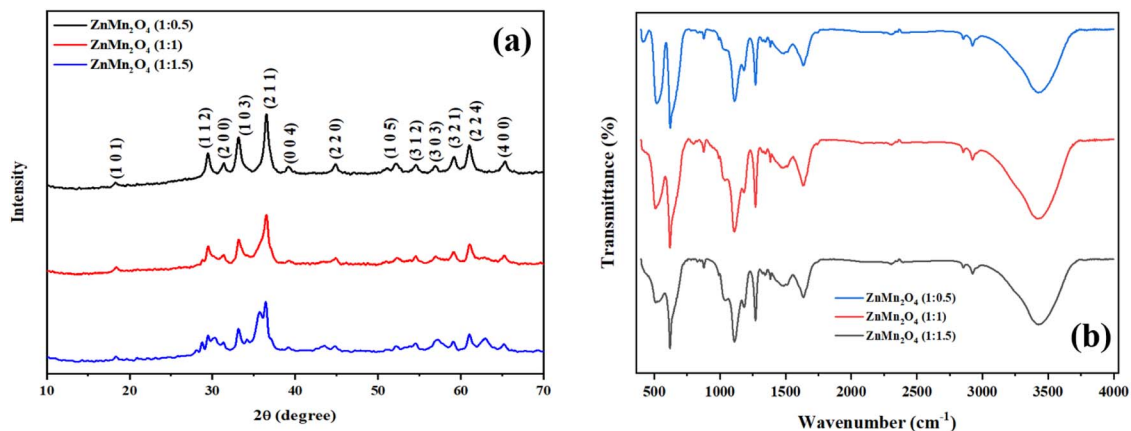 ZnMn₂O₄ (1:0.5)
ZnMn₂O₄ (1:1)
ZnMn₂O₄ (1:1.5)
(a)
(1 0 1)
(1 1 2)
(2 0 0)
(1 0 3)
(2 1 1)
(0 0 4)
(2 2 0)
(1 0 5)
(3 1 2)
(3 0 3)
(3 2 1)
(2 2 4)
(4 0 0)
Intensity
10 20 30 40 50 60 70
2θ (degree)
Transmittance (%)
ZnMn₂O₄ (1:0.5)
ZnMn₂O₄ (1:1)
ZnMn₂O₄ (1:1.5)
(b)
500 1000 1500 2000 2500 3000 3500 4000
Wavenumber (cm⁻¹)